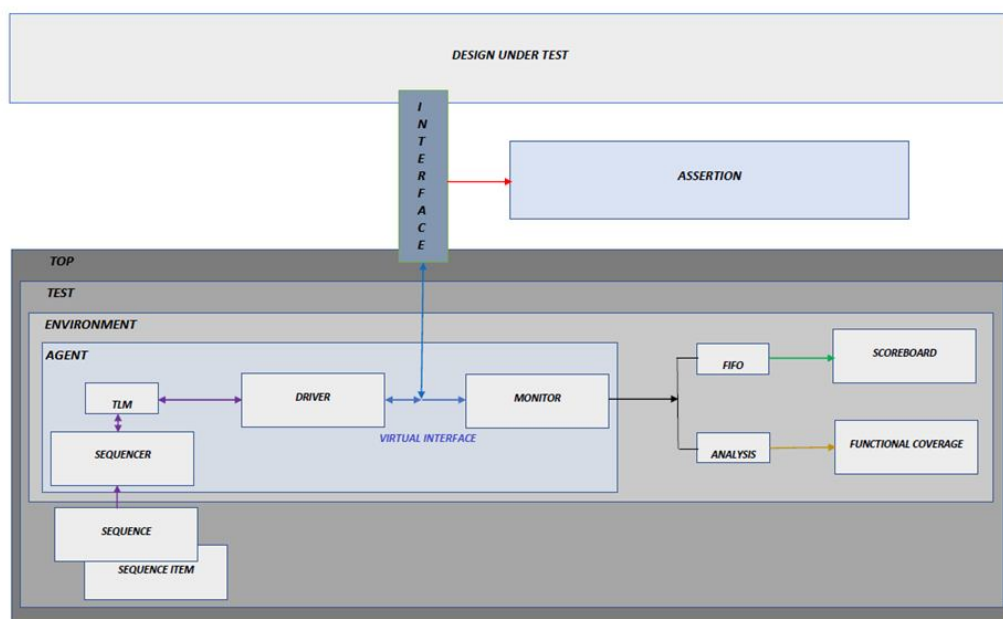 DESIGN UNDER TEST
INTERFACE
ASSERTION
TOP
TEST
ENVIRONMENT
AGENT
TLM
DRIVER
MONITOR
VIRTUAL INTERFACE
SEQUENCER
FIFO
SCOREBOARD
ANALYSIS
FUNCTIONAL COVERAGE
SEQUENCE
SEQUENCE ITEM